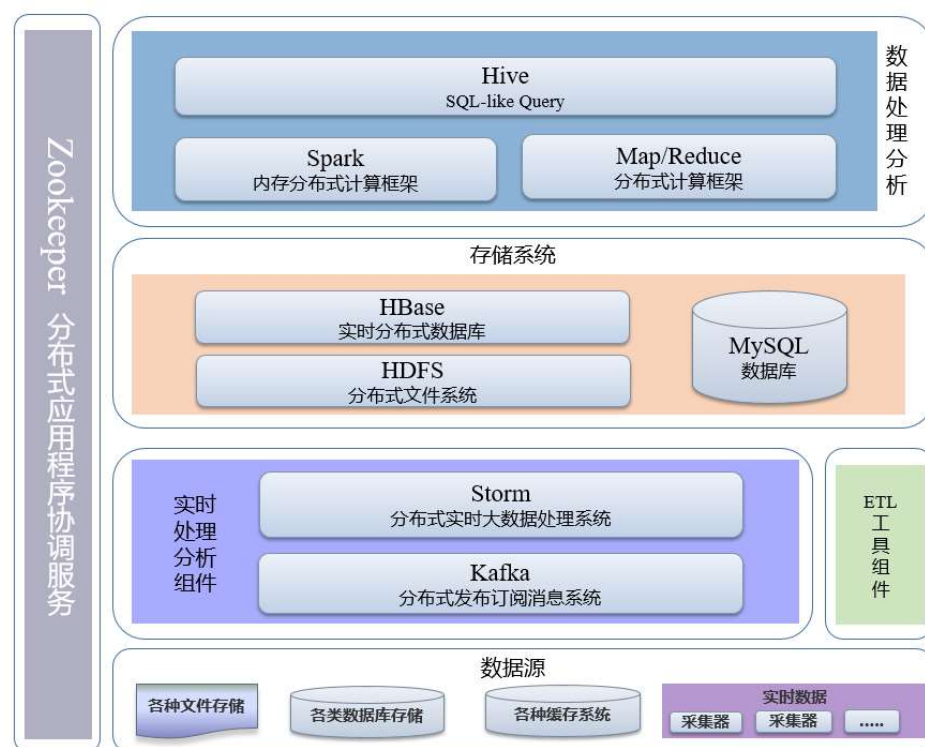 Zookeeper 分布式应用程序协调服务
数据处理分析
Hive
SQL-like Query
Spark
内存分布式计算框架
Map/Reduce
分布式计算框架
存储系统
HBase
实时分布式数据库
HDFS
分布式文件系统
MySQL
数据库
实时
处理
分析
组件
Storm
分布式实时大数据处理系统
Kafka
分布式发布订阅消息系统
ETL
工
具
组
件
数据源
各种文件存储
各类数据库存储
各种缓存系统
实时数据
采集器
采集器
.....